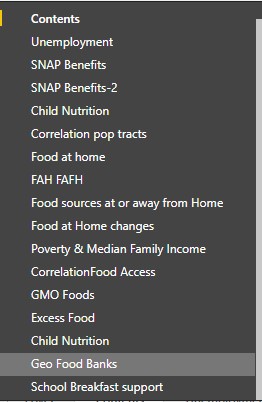 Contents
Unemployment
SNAP Benefits
SNAP Benefits-2
Child Nutrition
Correlation pop tracts
Food at home
FAH FAFH
Food sources at or away from Home
Food at Home changes
Poverty & Median Family Income
CorrelationFood Access
GMO Foods
Excess Food
Child Nutrition
Geo Food Banks
School Breakfast support